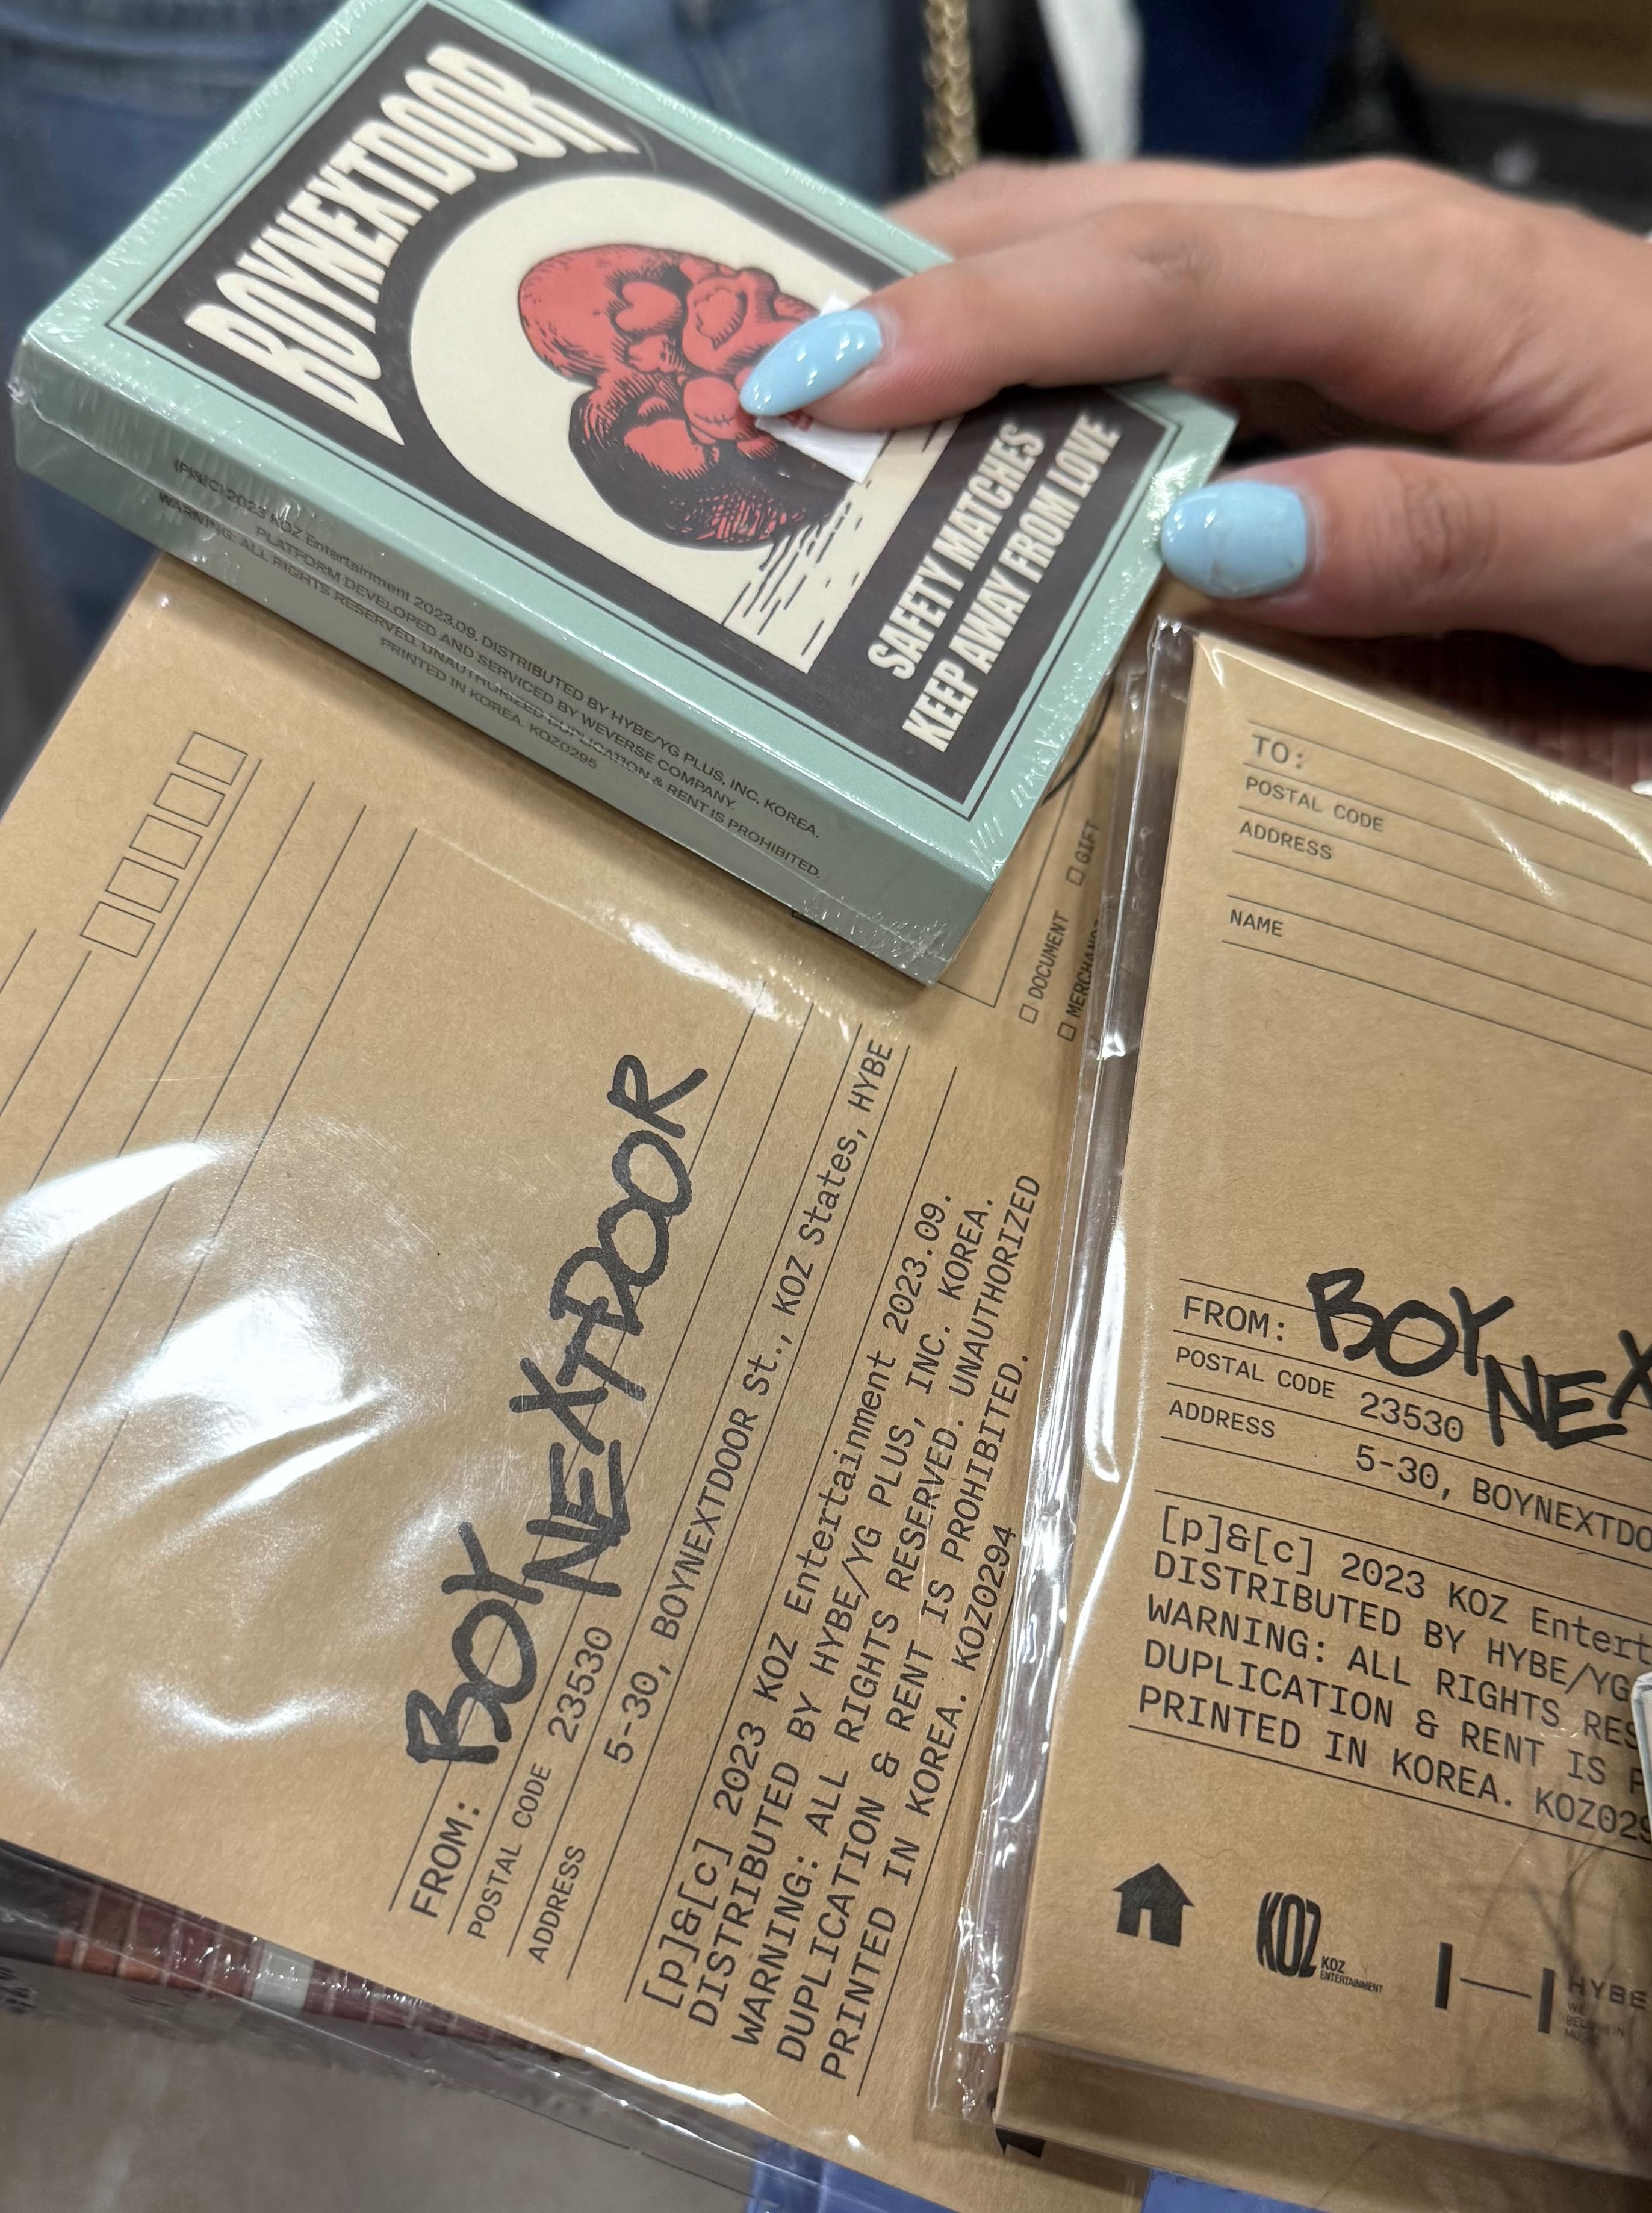 BOYNEXTDOOR
SAFETY MATCHES
KEEP AWAY FROM LOVE
(P)&(C) 2023 KOZ Entertainment 2023.09. DISTRIBUTED BY HYBE/YG PLUS, INC. KOREA.
PLATFORM DEVELOPED AND SERVICED BY WEVERSE COMPANY.
WARNING: ALL RIGHTS RESERVED. UNAUTHORIZED DUPLICATION & RENT IS PROHIBITED.
PRINTED IN KOREA. KOZ0295
GIFT
DOCUMENT
FROM: BOY NEXTDOOR
POSTAL CODE 23530
ADDRESS 5-30, BOYNEXTDOOR St., KOZ States, HYBE
[p]&[c] 2023 KOZ Entertainment 2023.09.
DISTRIBUTED BY HYBE/YG PLUS, INC. KOREA.
WARNING: ALL RIGHTS RESERVED. UNAUTHORIZED
DUPLICATION & RENT IS PROHIBITED.
PRINTED IN KOREA. KOZ0294
TO:
POSTAL CODE
ADDRESS
NAME
FROM: BOY NEX
POSTAL CODE 23530
ADDRESS 5-30, BOYNEXTDO
[p]&[c] 2023 KOZ Entert
DISTRIBUTED BY HYBE/YG
WARNING: ALL RIGHTS RES
DUPLICATION & RENT IS
PRINTED IN KOREA. KOZ029
KOZ
KOZ
ENTERTAINMENT
HYBE